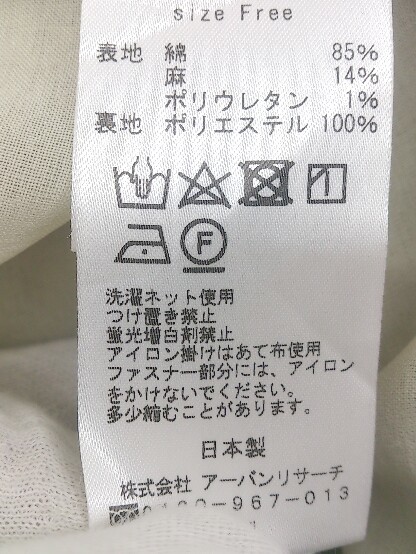 size Free
表地 綿 85%
麻 14%
ポリウレタン 1%
裏地 ポリエステル 100%
F
洗濯ネット使用
つけ置き禁止
蛍光増白剤禁止
アイロン掛けはあて布使用
ファスナー部分には、アイロン
をかけないでください。
多少縮むことがあります。
日本製
株式会社 アーバンリサーチ
0120-967-013